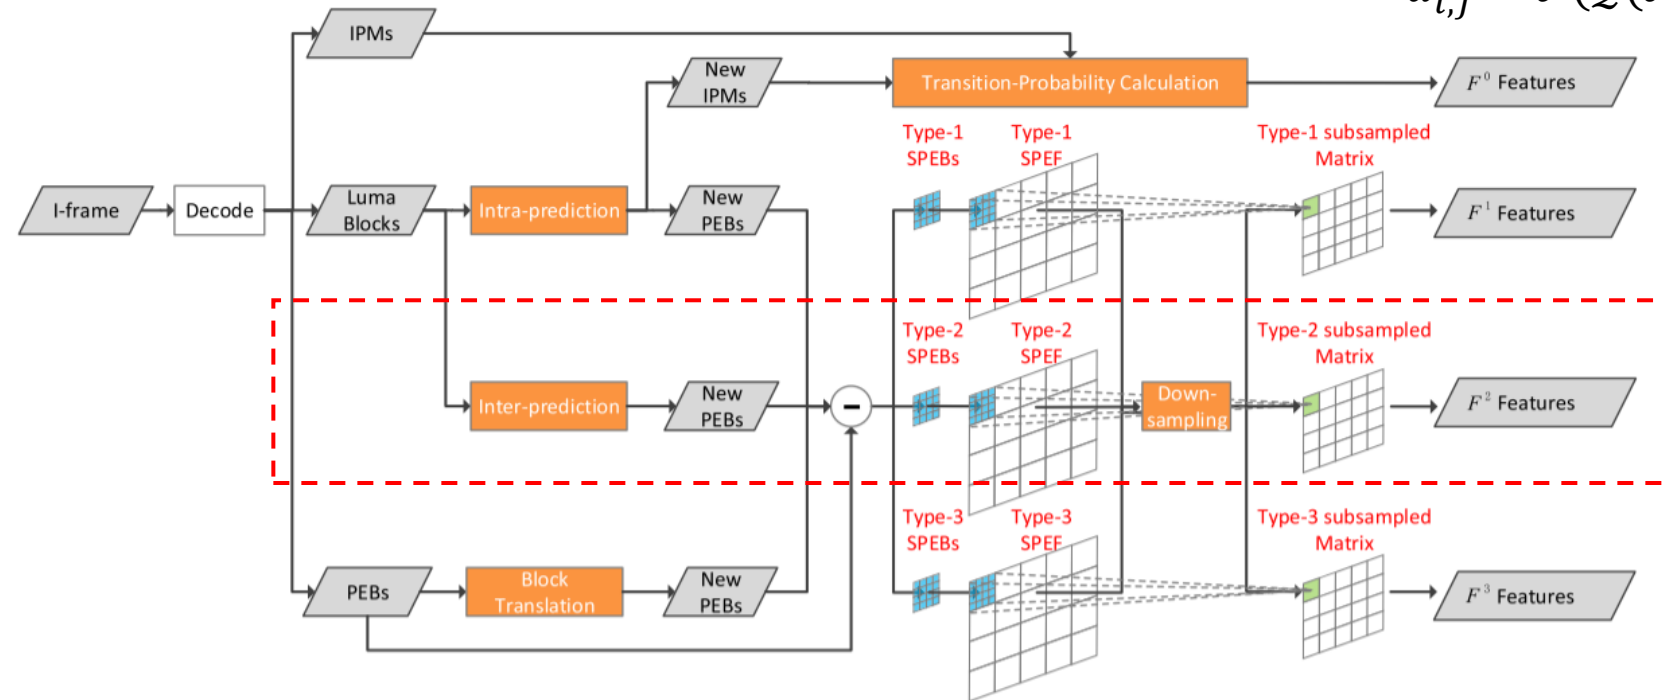 IPMs
New
IPMs
Transition-Probability Calculation
F⁰ Features
Type-1
SPEBs
Type-1
SPEF
Type-1 subsampled
Matrix
I-frame
Decode
Luma
Blocks
Intra-prediction
New
PEBs
F¹ Features
Type-2
SPEBs
Type-2
SPEF
Type-2 subsampled
Matrix
Inter-prediction
New
PEBs
−
Down-
sampling
F² Features
Type-3
SPEBs
Type-3
SPEF
Type-3 subsampled
Matrix
PEBs
Block
Translation
New
PEBs
F³ Features